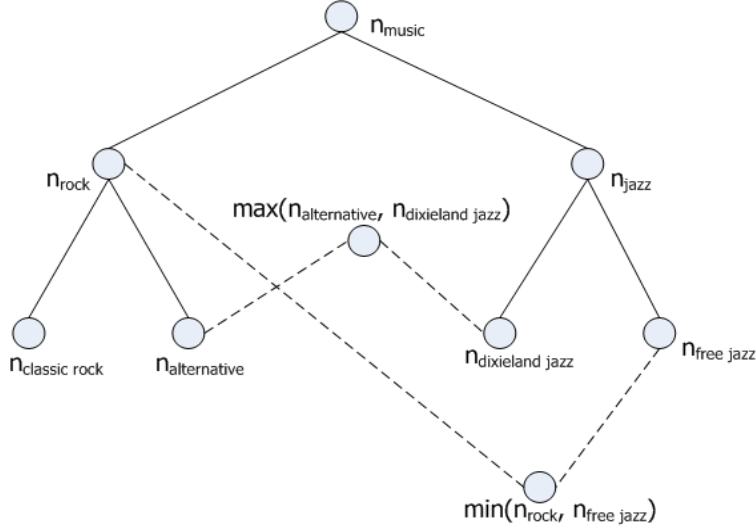 n_music
n_rock
n_jazz
max(n_alternative, n_dixieland jazz)
n_classic rock
n_alternative
n_dixieland jazz
n_free jazz
min(n_rock, n_free jazz)